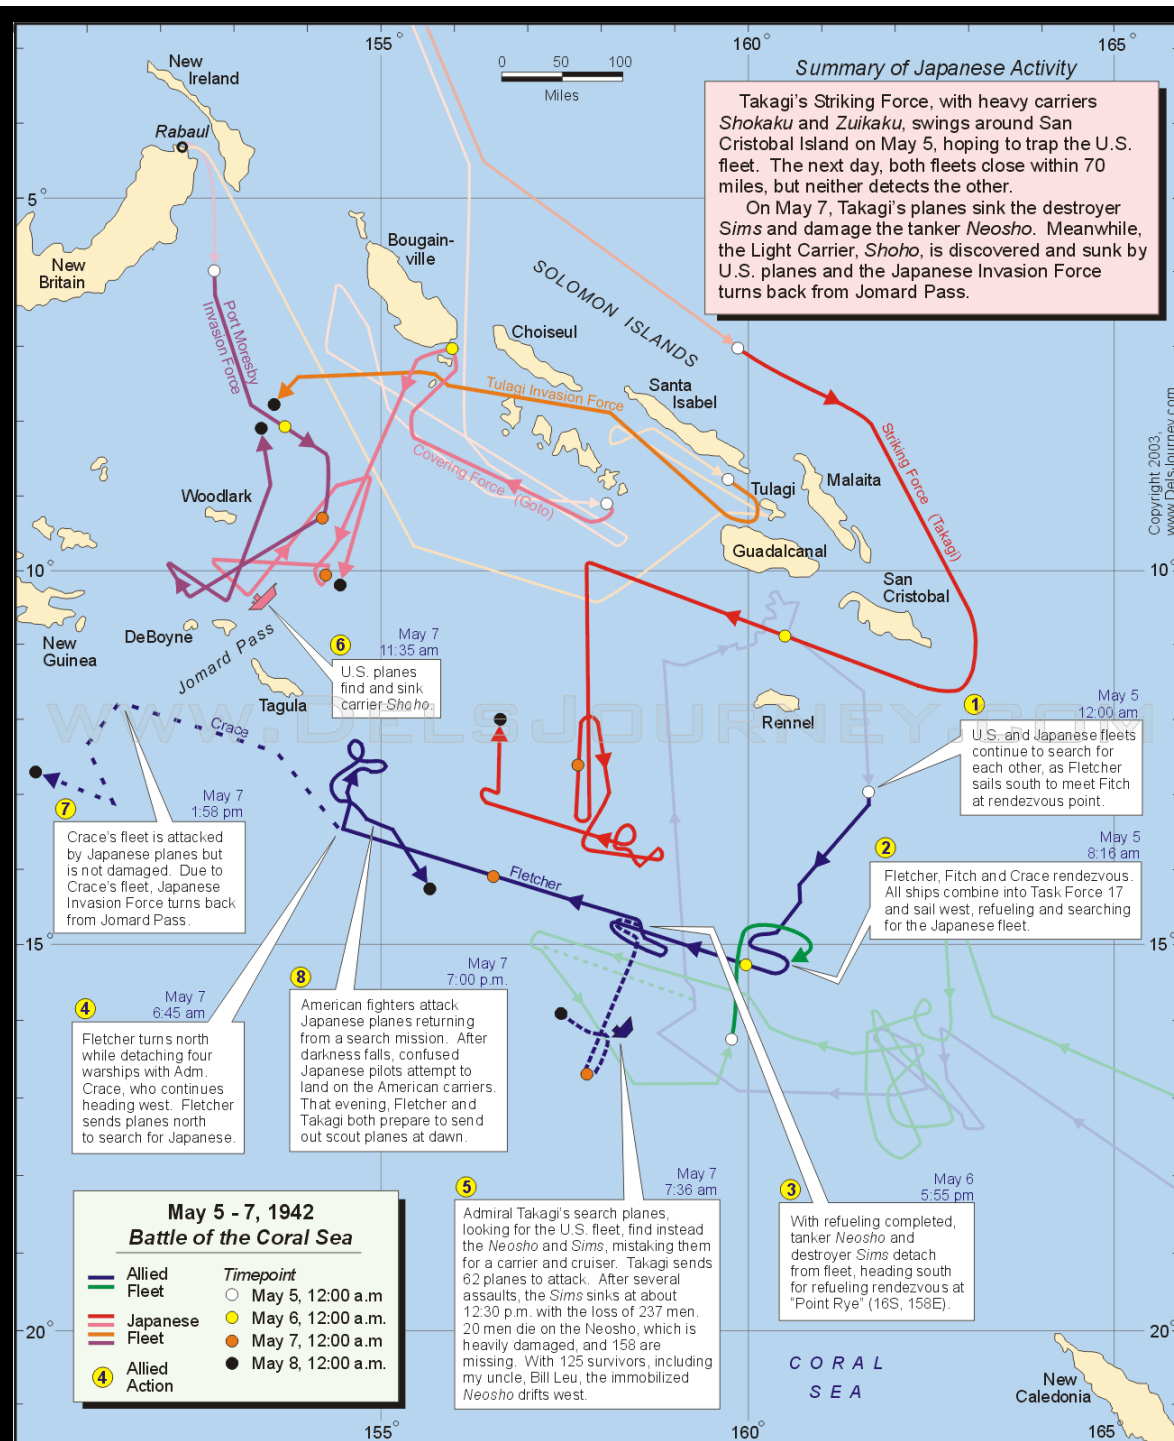 155°
160°
165°
0 50 100
Miles
Summary of Japanese Activity
Takagi's Striking Force, with heavy carriers
Shokaku and Zuikaku, swings around San
Cristobal Island on May 5, hoping to trap the U.S.
fleet. The next day, both fleets close within 70
miles, but neither detects the other.
On May 7, Takagi's planes sink the destroyer
Sims and damage the tanker Neosho. Meanwhile,
the Light Carrier, Shoho, is discovered and sunk by
U.S. planes and the Japanese Invasion Force
turns back from Jomard Pass.
New
Ireland
Rabaul
5°
New
Britain
Bougain-
ville
SOLOMON ISLANDS
Choiseul
Santa
Isabel
Port Moresby
Invasion Force
Tulagi Invasion Force
Covering Force (Goto)
Striking Force (Takagi)
Copyright 2003,
www.DelsJourney.com
Malaita
Tulagi
Woodlark
Guadalcanal
10°
10°
San
Cristobal
New
Guinea
DeBoyne
Jomard Pass
Tagula
Rennel
WWW.DELSJOURNEY.COM
6
May 7
11:35 am
U.S. planes
find and sink
carrier Shoho.
Crace
1
May 5
12:00 am
U.S. and Japanese fleets
continue to search for
each other, as Fletcher
sails south to meet Fitch
at rendezvous point.
7
May 7
1:58 pm
Crace's fleet is attacked
by Japanese planes but
is not damaged. Due to
Crace's fleet, Japanese
Invasion Force turns back
from Jomard Pass.
2
May 5
8:16 am
Fletcher, Fitch and Crace rendezvous.
All ships combine into Task Force 17
and sail west, refueling and searching
for the Japanese fleet.
Fletcher
15°
15°
4
May 7
6:45 am
Fletcher turns north
while detaching four
warships with Adm.
Crace, who continues
heading west. Fletcher
sends planes north
to search for Japanese.
8
May 7
7:00 p.m.
American fighters attack
Japanese planes returning
from a search mission. After
darkness falls, confused
Japanese pilots attempt to
land on the American carriers.
That evening, Fletcher and
Takagi both prepare to send
out scout planes at dawn.
5
May 7
7:36 am
Admiral Takagi's search planes,
looking for the U.S. fleet, find instead
the Neosho and Sims, mistaking them
for a carrier and cruiser. Takagi sends
62 planes to attack. After several
assaults, the Sims sinks at about
12:30 p.m. with the loss of 237 men.
20 men die on the Neosho, which is
heavily damaged, and 158 are
missing. With 125 survivors, including
my uncle, Bill Leu, the immobilized
Neosho drifts west.
3
May 6
5:55 pm
With refueling completed,
tanker Neosho and
destroyer Sims detach
from fleet, heading south
for refueling rendezvous at
"Point Rye" (16S, 158E).
May 5 - 7, 1942
Battle of the Coral Sea
Allied
Fleet
Japanese
Fleet
4
Allied
Action
Timepoint
May 5, 12:00 a.m
May 6, 12:00 a.m.
May 7, 12:00 a.m.
May 8, 12:00 a.m.
20°
20°
CORAL
SEA
New
Caledonia
155°
160°
165°